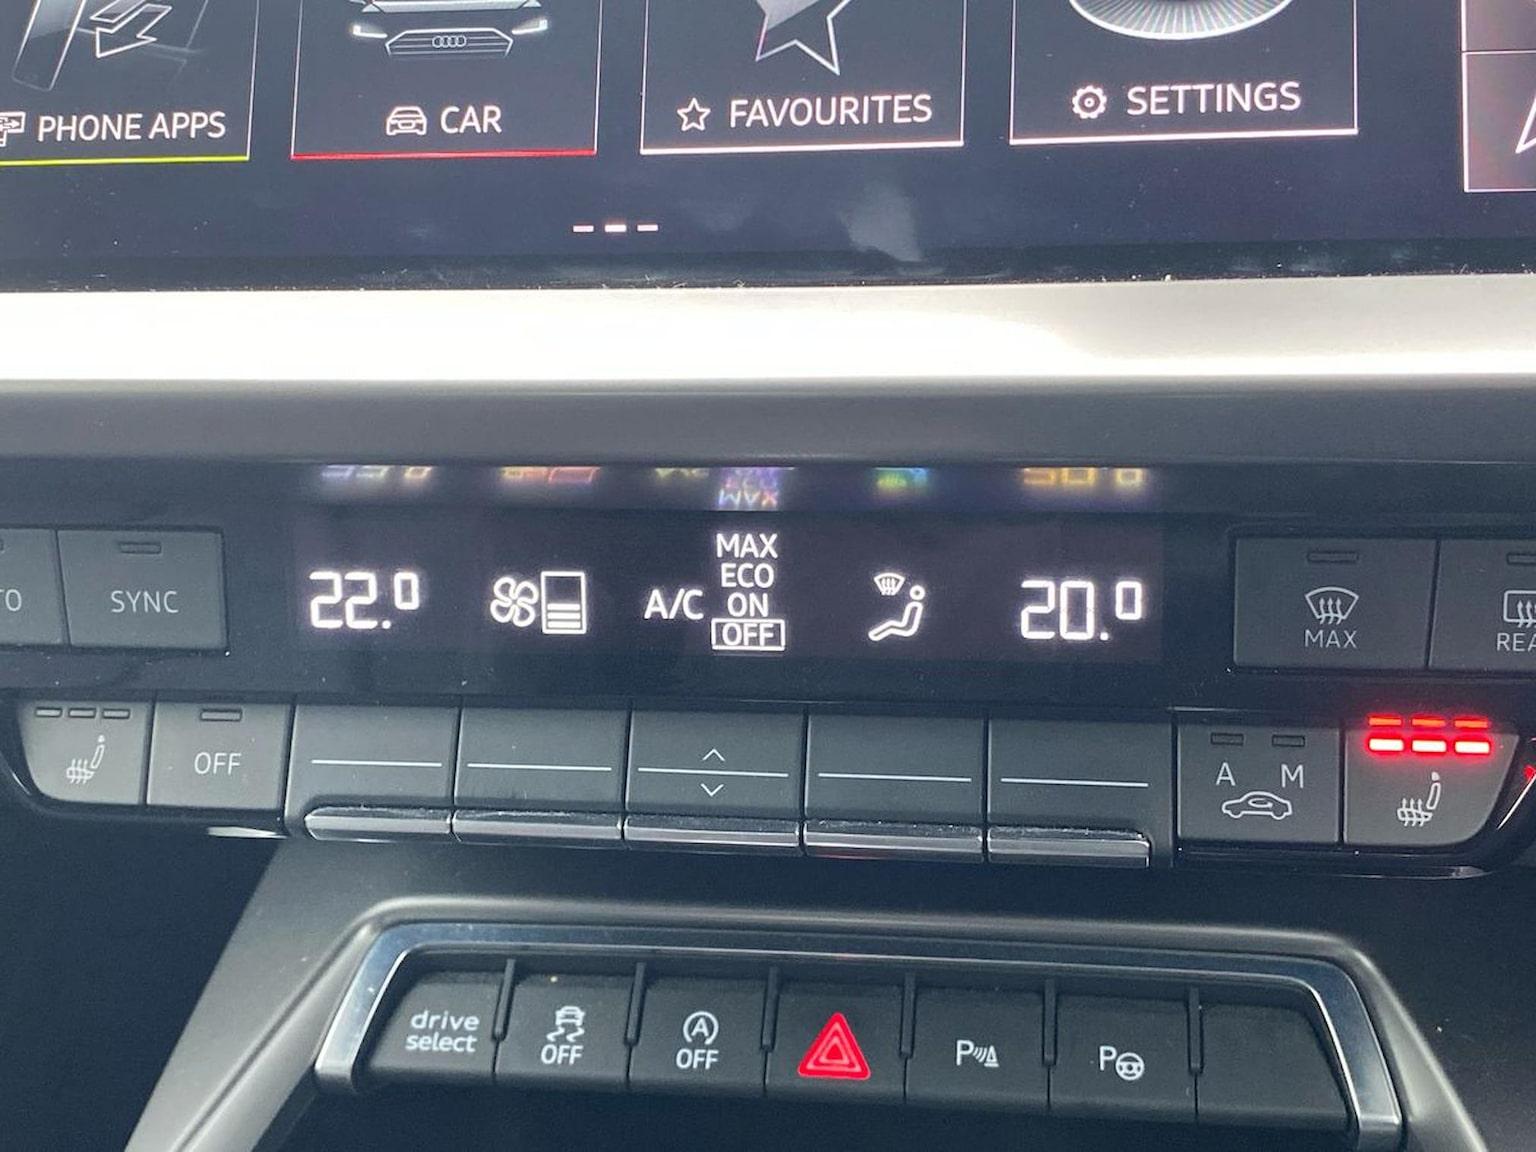 PHONE APPS
CAR
FAVOURITES
SETTINGS
SYNC
22.0
A/C
MAX
ECO
ON
OFF
20.0
MAX
OFF
A M
drive
select
OFF
A
OFF
P
P